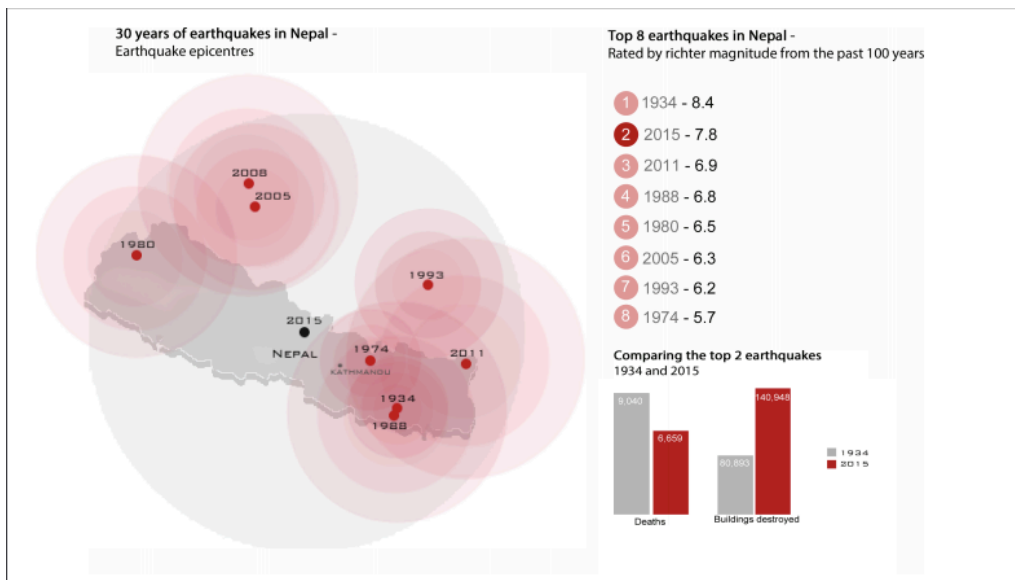 30 years of earthquakes in Nepal -
Earthquake epicentres
2008
2005
1980
1993
2015
NEPAL
1974
KATHMANDU
2011
1934
1988
Top 8 earthquakes in Nepal -
Rated by richter magnitude from the past 100 years
1 1934 - 8.4
2 2015 - 7.8
3 2011 - 6.9
4 1988 - 6.8
5 1980 - 6.5
6 2005 - 6.3
7 1993 - 6.2
8 1974 - 5.7
Comparing the top 2 earthquakes
1934 and 2015
9,040
6,659
Deaths
80,893
140,948
Buildings destroyed
1934
2015